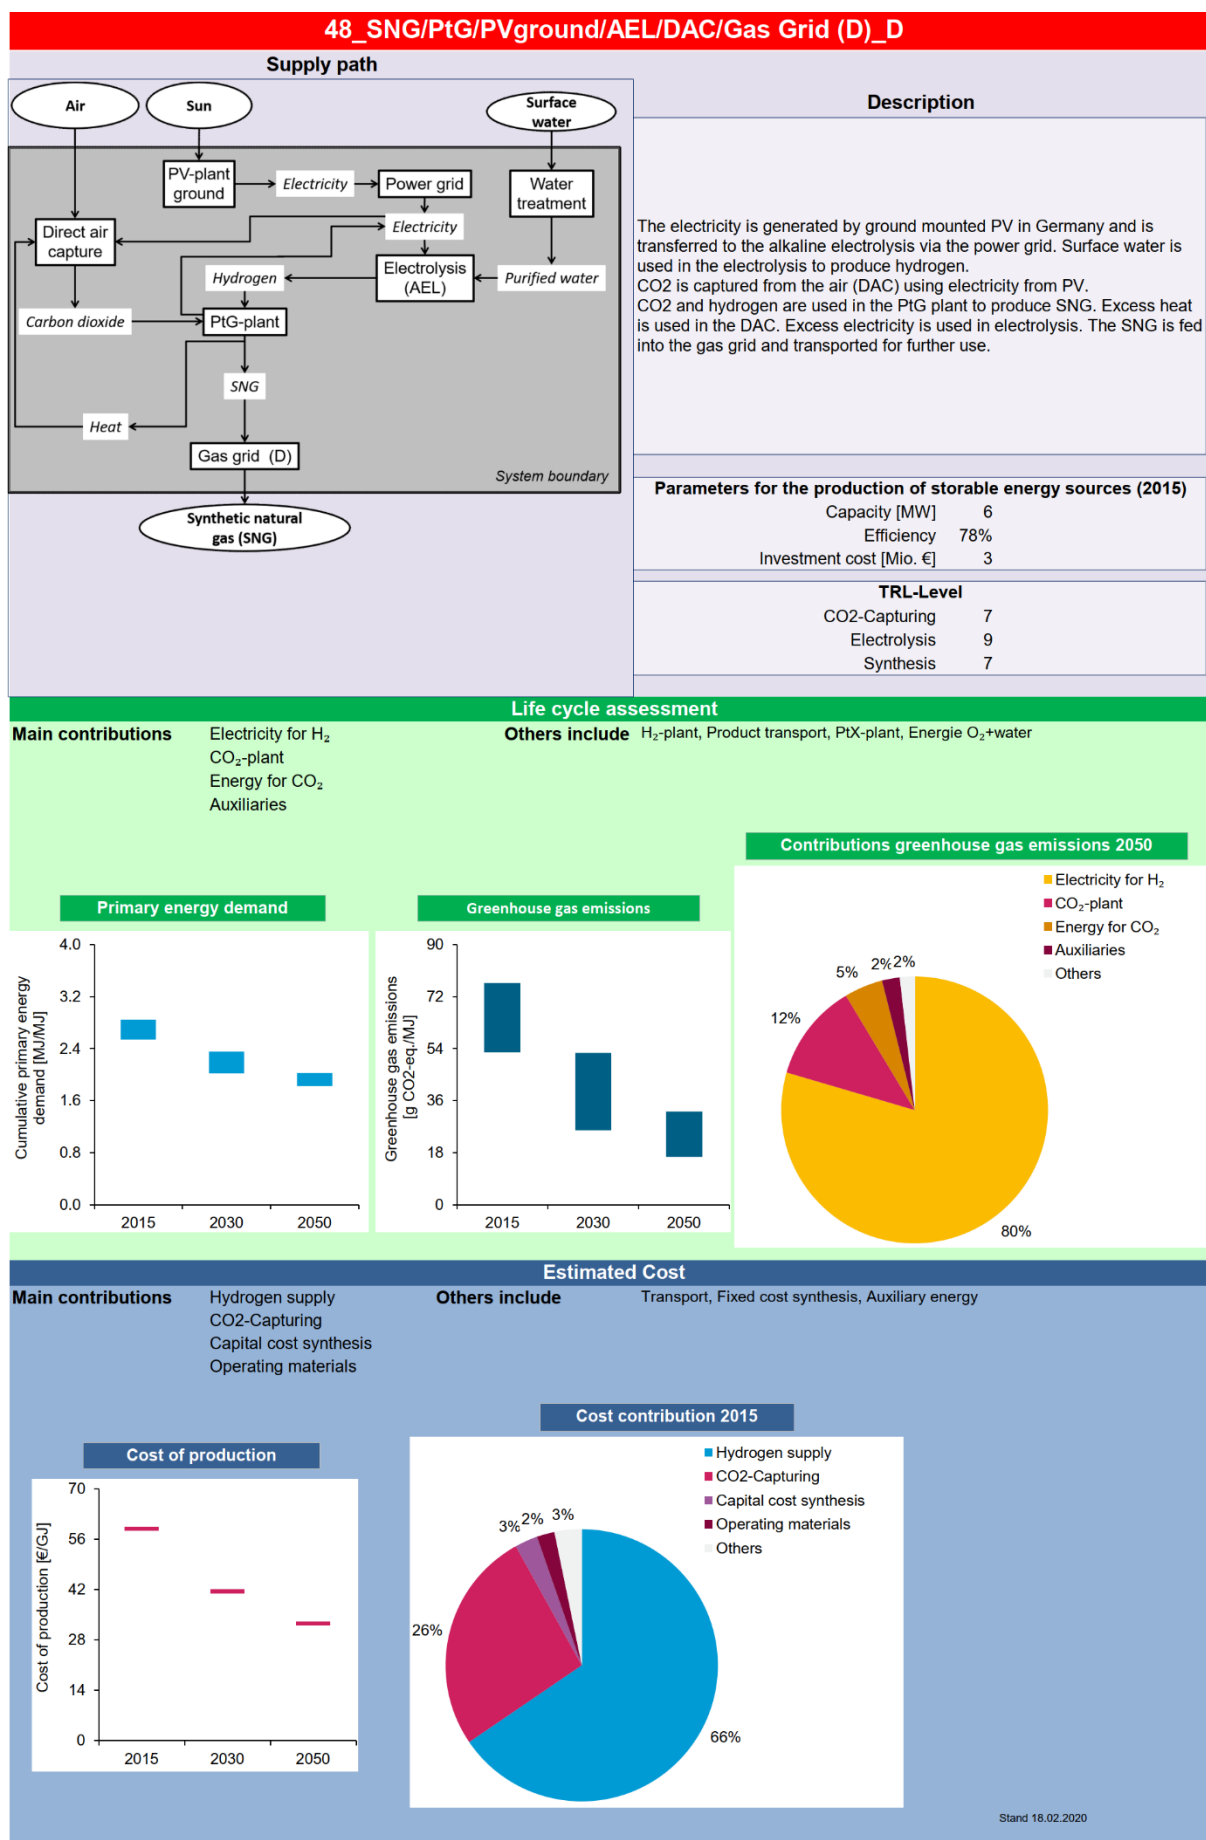 48_SNG/PtG/PVground/AEL/DAC/Gas Grid (D)_D
Supply path
Air
Sun
Surface
water
PV-plant
ground
Electricity
Power grid
Water
treatment
Direct air
capture
Electricity
Hydrogen
Electrolysis
(AEL)
Purified water
Carbon dioxide
PtG-plant
SNG
Heat
Gas grid (D)
System boundary
Synthetic natural
gas (SNG)
Description
The electricity is generated by ground mounted PV in Germany and is
transferred to the alkaline electrolysis via the power grid. Surface water is
used in the electrolysis to produce hydrogen.
CO2 is captured from the air (DAC) using electricity from PV.
CO2 and hydrogen are used in the PtG plant to produce SNG. Excess heat
is used in the DAC. Excess electricity is used in electrolysis. The SNG is fed
into the gas grid and transported for further use.
Parameters for the production of storable energy sources (2015)
Capacity [MW] 6
Efficiency 78%
Investment cost [Mio. €] 3
TRL-Level
CO2-Capturing 7
Electrolysis 9
Synthesis 7
Life cycle assessment
Main contributions
Electricity for H₂
CO₂-plant
Energy for CO₂
Auxiliaries
Others include H₂-plant, Product transport, PtX-plant, Energie O₂+water
Primary energy demand
Cumulative primary energy
demand [MJ/MJ]
4.0
3.2
2.4
1.6
0.8
0.0
2015 2030 2050
Greenhouse gas emissions
Greenhouse gas emissions
[g CO2-eq./MJ]
90
72
54
36
18
0
2015 2030 2050
Contributions greenhouse gas emissions 2050
Electricity for H₂
CO₂-plant
Energy for CO₂
Auxiliaries
Others
5%
2%
2%
12%
80%
Estimated Cost
Main contributions
Hydrogen supply
CO2-Capturing
Capital cost synthesis
Operating materials
Others include Transport, Fixed cost synthesis, Auxiliary energy
Cost of production
Cost of production [€/GJ]
70
56
42
28
14
0
2015 2030 2050
Cost contribution 2015
Hydrogen supply
CO2-Capturing
Capital cost synthesis
Operating materials
Others
3%
2%
3%
26%
66%
Stand 18.02.2020